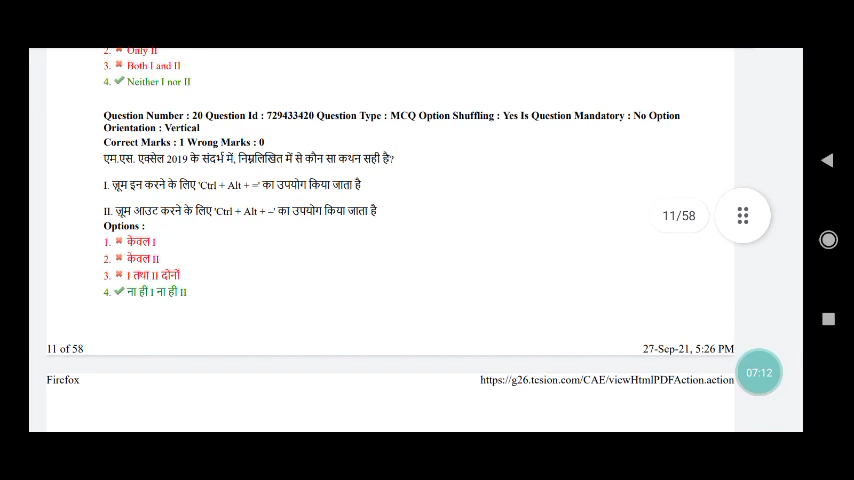 2. Only II
3. Both I and II
4. Neither I nor II
Question Number : 20 Question Id : 729433420 Question Type : MCQ Option Shuffling : Yes Is Question Mandatory : No Option
Orientation : Vertical
Correct Marks : 1 Wrong Marks : 0
एम.एस. एक्सेल 2019 के संदर्भ में, निम्नलिखित में से कौन सा कथन सही है?
I. ज़ूम इन करने के लिए 'Ctrl + Alt + =' का उपयोग किया जाता है
II. ज़ूम आउट करने के लिए 'Ctrl + Alt + –' का उपयोग किया जाता है
11/58
Options :
1. केवल I
2. केवल II
3. I तथा II दोनों
4. ना ही I ना ही II
11 of 58 27-Sep-21, 5:26 PM
07:12
Firefox https://g26.tcsion.com/CAE/viewHtmlPDFAction.action